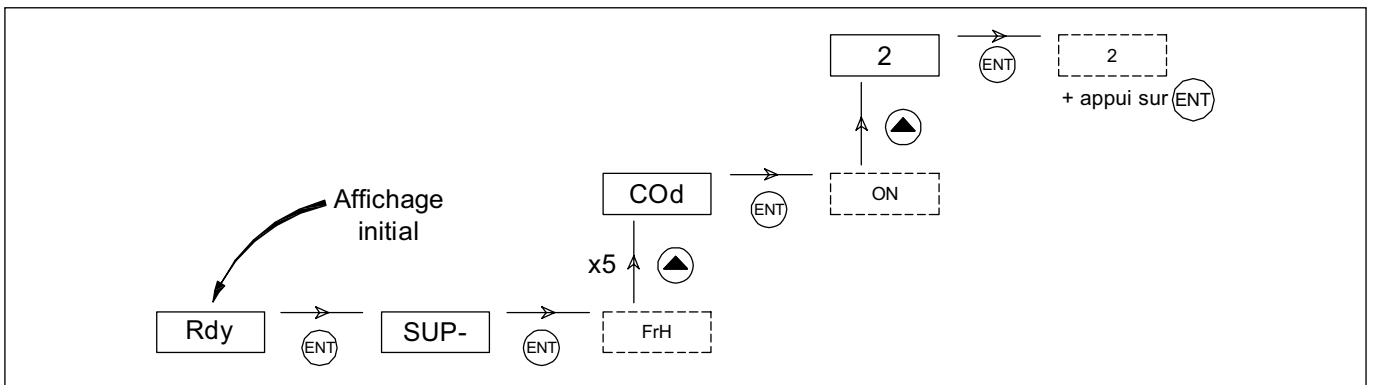 2
ENT
2
+ appui sur ENT
COd
ENT
ON
Affichage
initial
x5
Rdy
ENT
SUP-
ENT
FrH